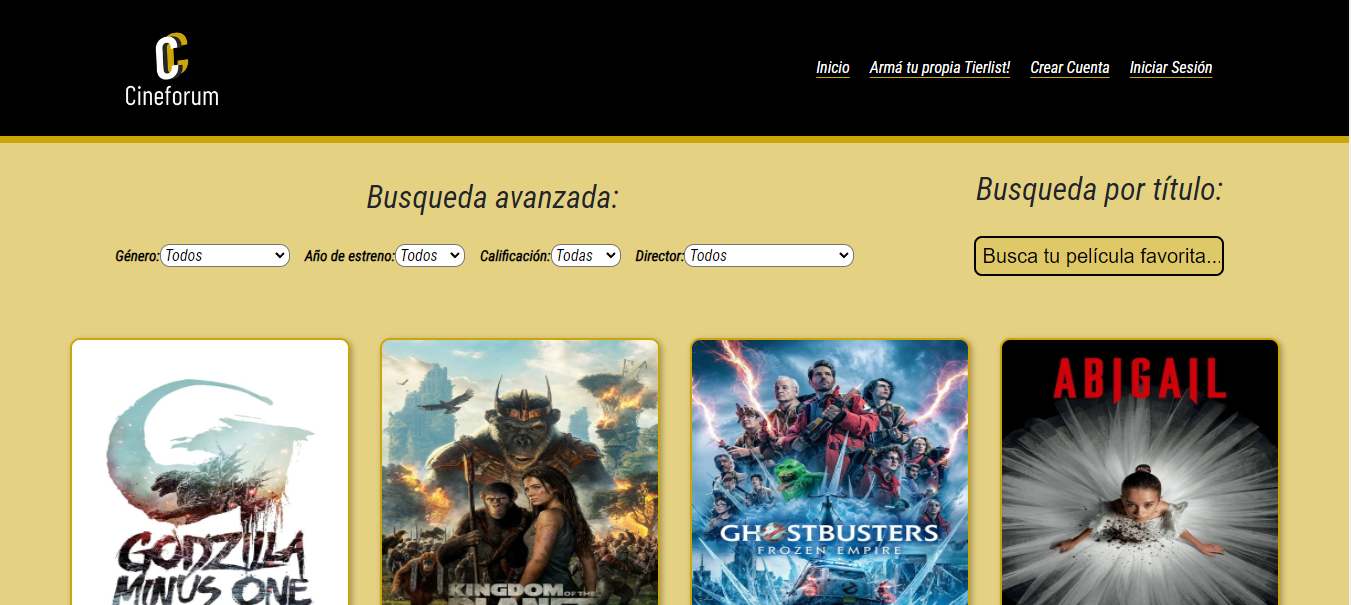 Cineforum
Inicio Armá tu propia Tierlist! Crear Cuenta Iniciar Sesión
Busqueda avanzada:
Busqueda por título:
Género: Todos Año de estreno: Todos Calificación: Todas Director: Todos
Busca tu película favorita...
GODZILLA
MINUS ONE
KINGDOM OF THE
PLANET
GHOSTBUSTERS
FROZEN EMPIRE
ABIGAIL